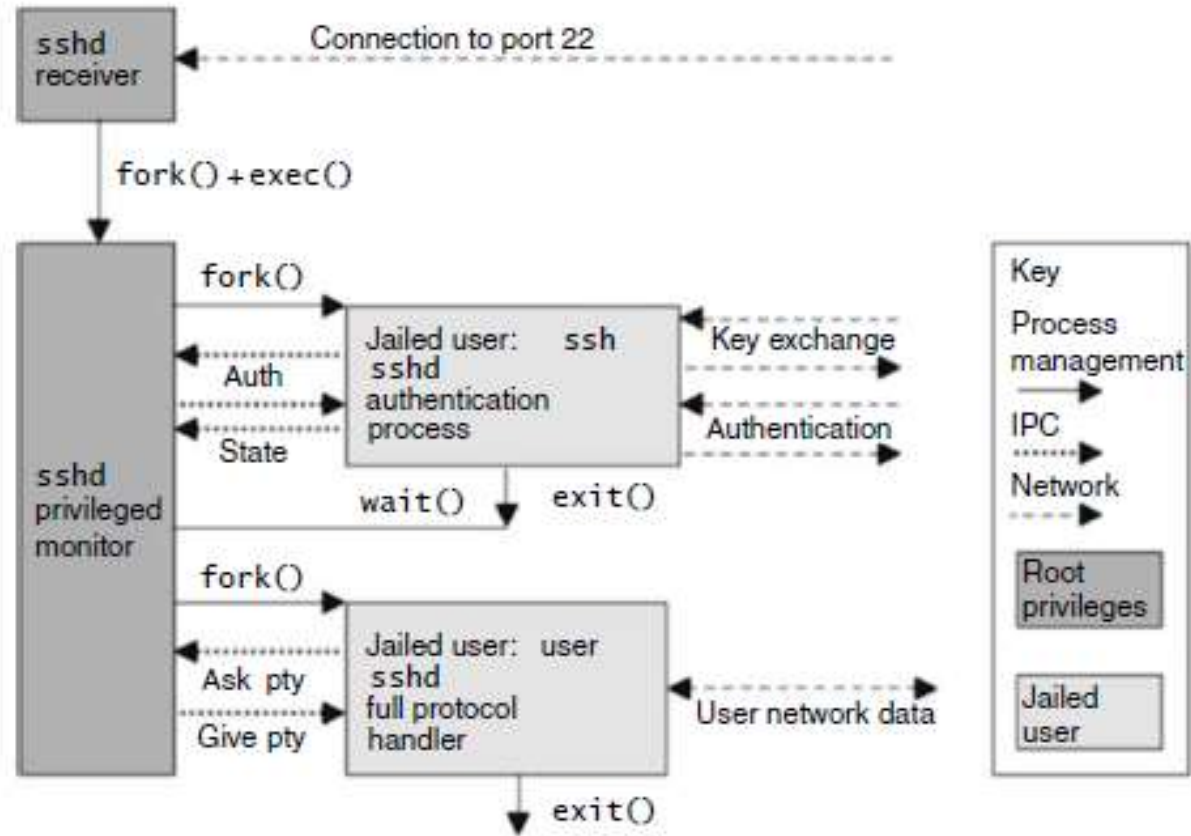 sshd
receiver
Connection to port 22
fork() + exec()
sshd
privileged
monitor
fork()
Auth
State
Jailed user: ssh
sshd
authentication
process
Key exchange
Authentication
wait()
exit()
fork()
Ask pty
Give pty
Jailed user: user
sshd
full protocol
handler
User network data
exit()
Key
Process
management
IPC
Network
Root
privileges
Jailed
user